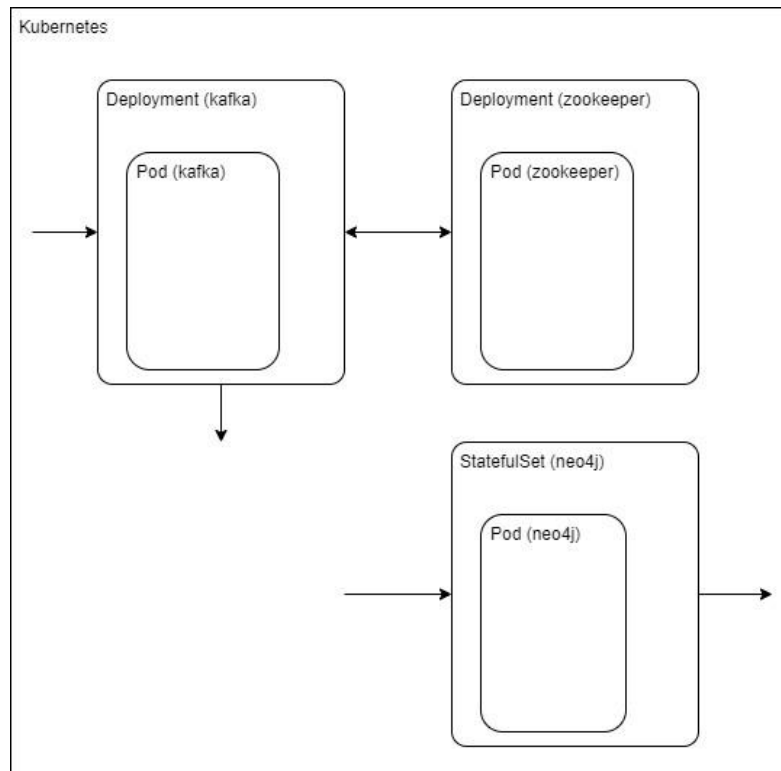 Kubernetes
Deployment (kafka)
Pod (kafka)
Deployment (zookeeper)
Pod (zookeeper)
StatefulSet (neo4j)
Pod (neo4j)